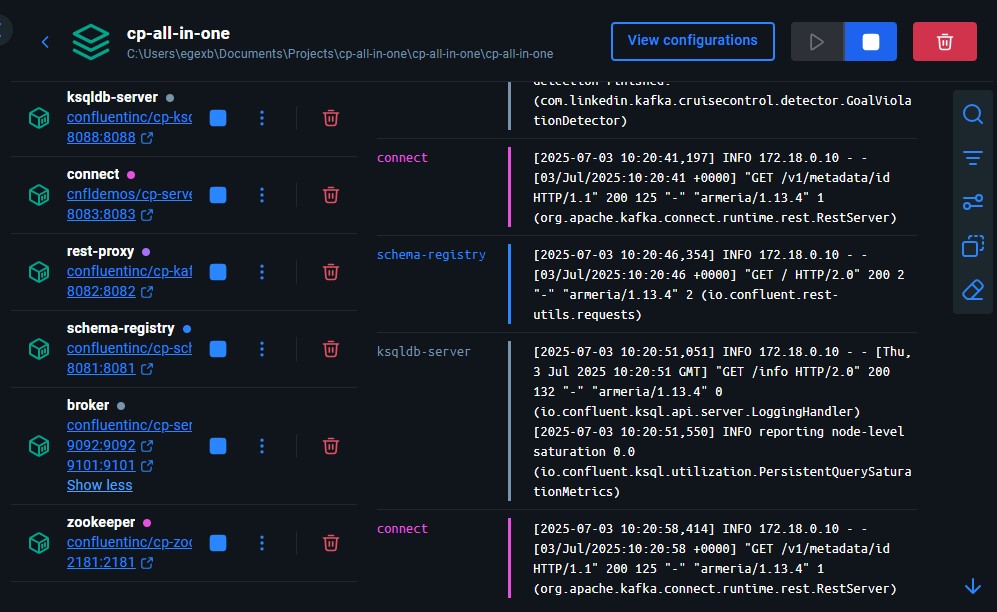 cp-all-in-one
C:\Users\egexb\Documents\Projects\cp-all-in-one\cp-all-in-one\cp-all-in-one
View configurations
ksqldb-server
confluentinc/cp-ksc
8088:8088
connect
cnfldemos/cp-serve
8083:8083
rest-proxy
confluentinc/cp-kaf
8082:8082
schema-registry
confluentinc/cp-sch
8081:8081
broker
confluentinc/cp-ser
9092:9092
9101:9101
Show less
zookeeper
confluentinc/cp-zoo
2181:2181
detection finished.
(com.linkedin.kafka.cruisecontrol.detector.GoalViola
tionDetector)
connect
[2025-07-03 10:20:41,197] INFO 172.18.0.10 - -
[03/Jul/2025:10:20:41 +0000] "GET /v1/metadata/id
HTTP/1.1" 200 125 "-" "armeria/1.13.4" 1
(org.apache.kafka.connect.runtime.rest.RestServer)
schema-registry
[2025-07-03 10:20:46,354] INFO 172.18.0.10 - -
[03/Jul/2025:10:20:46 +0000] "GET / HTTP/2.0" 200 2
"-" "armeria/1.13.4" 2 (io.confluent.rest-
utils.requests)
ksqldb-server
[2025-07-03 10:20:51,051] INFO 172.18.0.10 - - [Thu,
3 Jul 2025 10:20:51 GMT] "GET /info HTTP/2.0" 200
132 "-" "armeria/1.13.4" 0
(io.confluent.ksql.api.server.LoggingHandler)
[2025-07-03 10:20:51,550] INFO reporting node-level
saturation 0.0
(io.confluent.ksql.utilization.PersistentQuerySatura
tionMetrics)
connect
[2025-07-03 10:20:58,414] INFO 172.18.0.10 - -
[03/Jul/2025:10:20:58 +0000] "GET /v1/metadata/id
HTTP/1.1" 200 125 "-" "armeria/1.13.4" 1
(org.apache.kafka.connect.runtime.rest.RestServer)